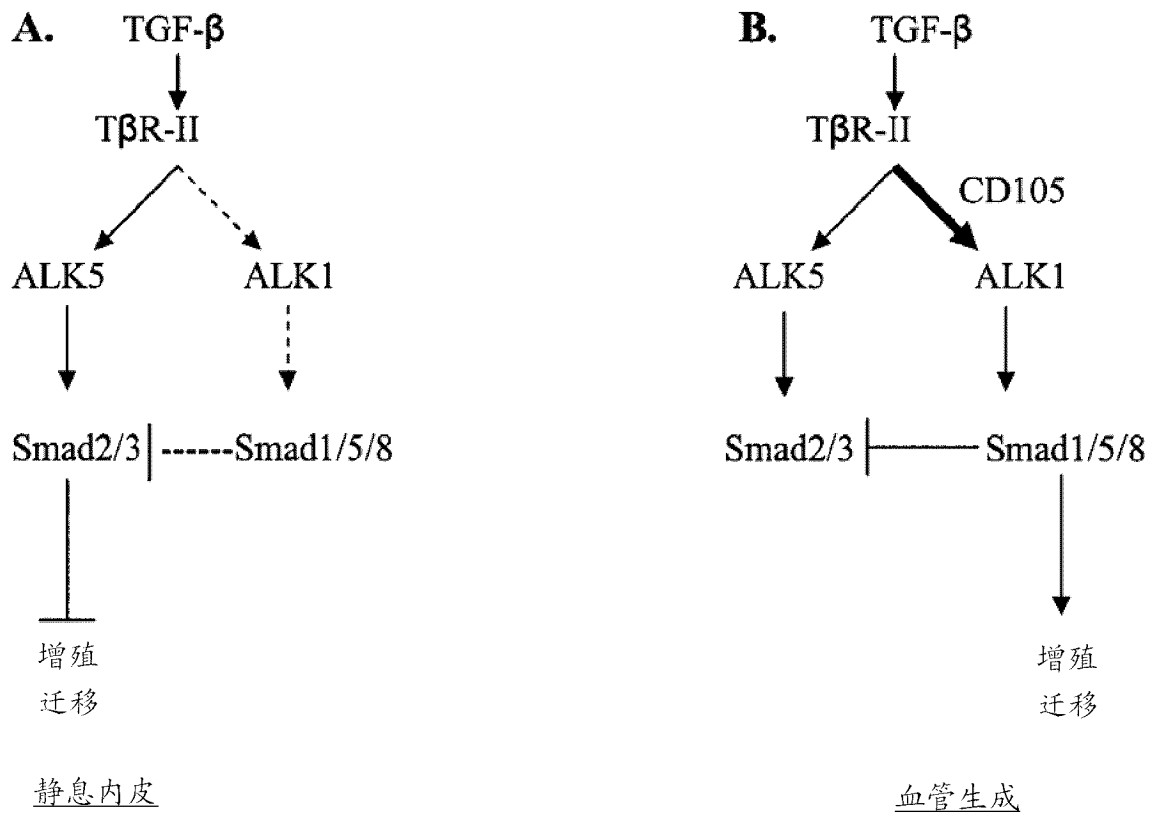 A.
TGF-β
TβR-II
ALK5 ALK1
Smad2/3 Smad1/5/8
增殖
迁移
静息内皮
B.
TGF-β
TβR-II
CD105
ALK5 ALK1
Smad2/3 Smad1/5/8
增殖
迁移
血管生成